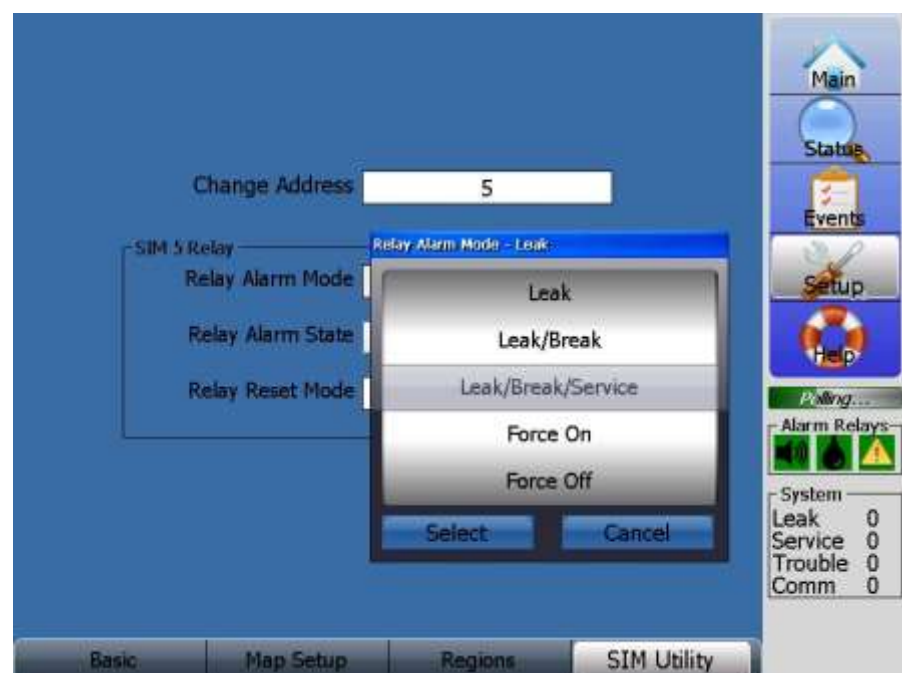 Change Address
5
SIM 5 Relay
Relay Alarm Mode
Relay Alarm State
Relay Reset Mode
Relay Alarm Mode - Leak
Leak
Leak/Break
Leak/Break/Service
Force On
Force Off
Select
Cancel
Basic
Map Setup
Regions
SIM Utility
Main
Status
Events
Setup
Help
Polling...
Alarm Relays
System
Leak 0
Service 0
Trouble 0
Comm 0